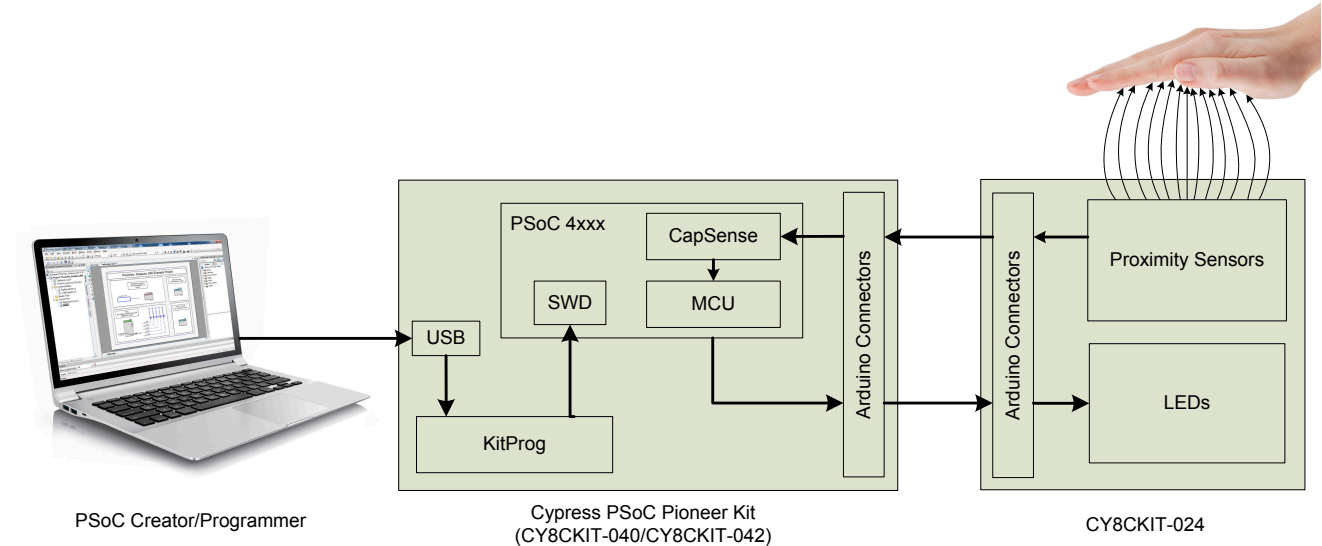 PSoC 4xxx
CapSense
SWD
MCU
USB
KitProg
Arduino Connectors
Arduino Connectors
Proximity Sensors
LEDs
PSoC Creator/Programmer
Cypress PSoC Pioneer Kit
(CY8CKIT-040/CY8CKIT-042)
CY8CKIT-024